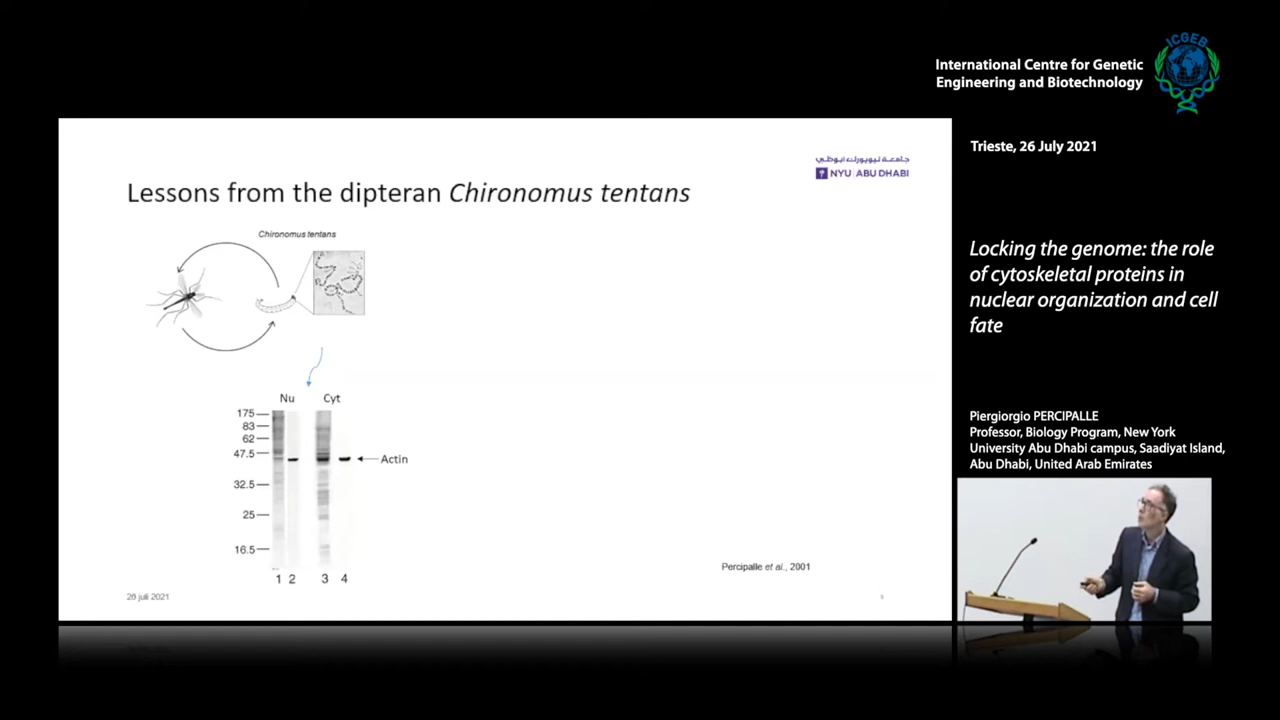 International Centre for Genetic
Engineering and Biotechnology
ICGEB
Trieste, 26 July 2021
جامعة نيويورك أبوظبي
NYU ABU DHABI
Lessons from the dipteran Chironomus tentans
Chironomus tentans
Nu Cyt
175
83
62
47.5
32.5
25
16.5
Actin
1 2 3 4
Percipalle et al., 2001
26 juli 2021
Locking the genome: the role
of cytoskeletal proteins in
nuclear organization and cell
fate
Piergiorgio PERCIPALLE
Professor, Biology Program, New York
University Abu Dhabi campus, Saadiyat Island,
Abu Dhabi, United Arab Emirates